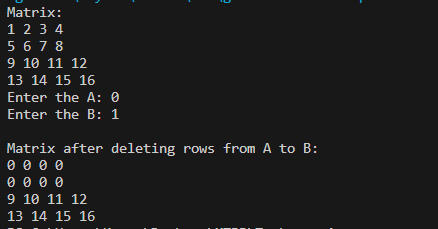 Matrix:
1 2 3 4
5 6 7 8
9 10 11 12
13 14 15 16
Enter the A: 0
Enter the B: 1

Matrix after deleting rows from A to B:
0 0 0 0
0 0 0 0
9 10 11 12
13 14 15 16